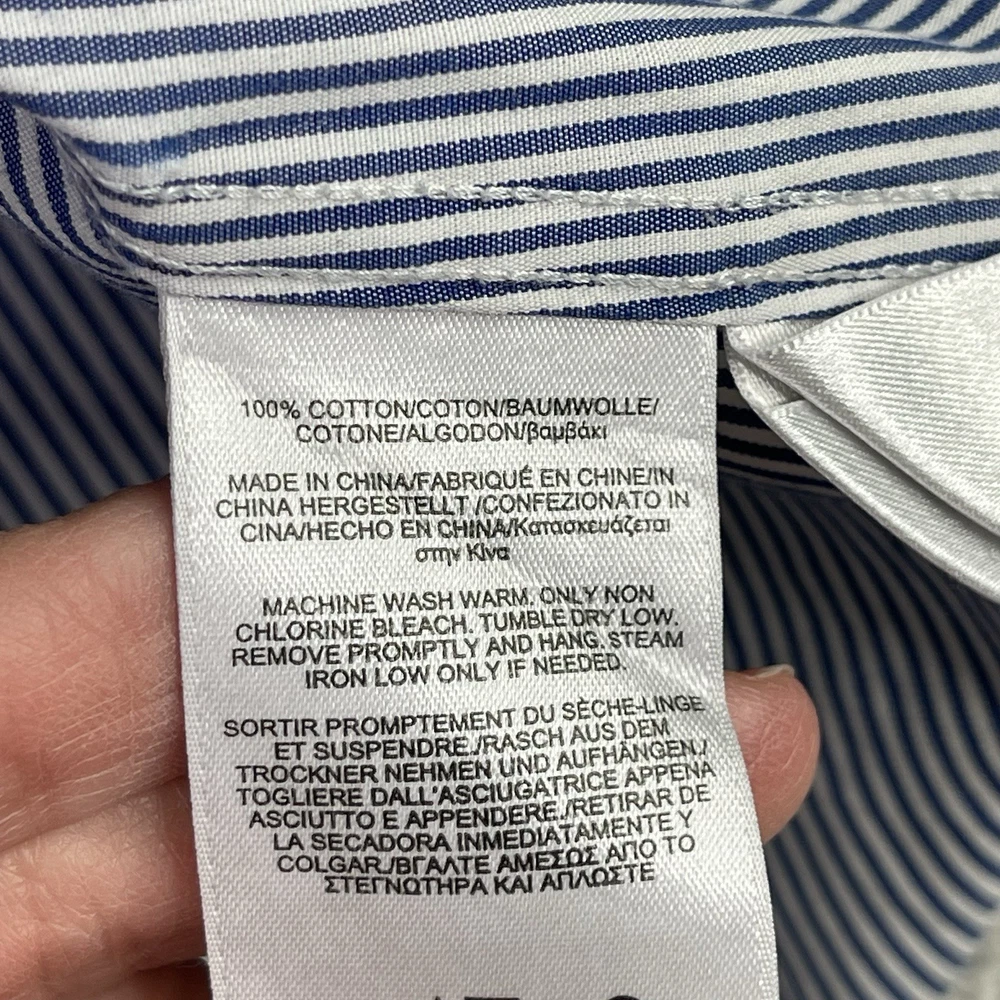 100% COTTON/COTON/BAUMWOLLE/
COTONE/ALGODON/βαμβάκι
MADE IN CHINA/FABRIQUÉ EN CHINE/IN
CHINA HERGESTELLT /CONFEZIONATO IN
CINA/HECHO EN CHINA/Κατασκευάζεται
στην Κίνα
MACHINE WASH WARM. ONLY NON
CHLORINE BLEACH. TUMBLE DRY LOW.
REMOVE PROMPTLY AND HANG. STEAM
IRON LOW ONLY IF NEEDED.
SORTIR PROMPTEMENT DU SÈCHE-LINGE
ET SUSPENDRE./RASCH AUS DEM
TROCKNER NEHMEN UND AUFHÄNGEN./
TOGLIERE DALL'ASCIUGATRICE APPENA
ASCIUTTO E APPENDERE./RETIRAR DE
LA SECADORA INMEDIATAMENTE Y
COLGAR./ΒΓΑΛΤΕ ΑΜΕΣΩΣ ΑΠΟ ΤΟ
ΣΤΕΓΝΩΤΗΡΑ ΚΑΙ ΑΠΛΩΣΤΕ